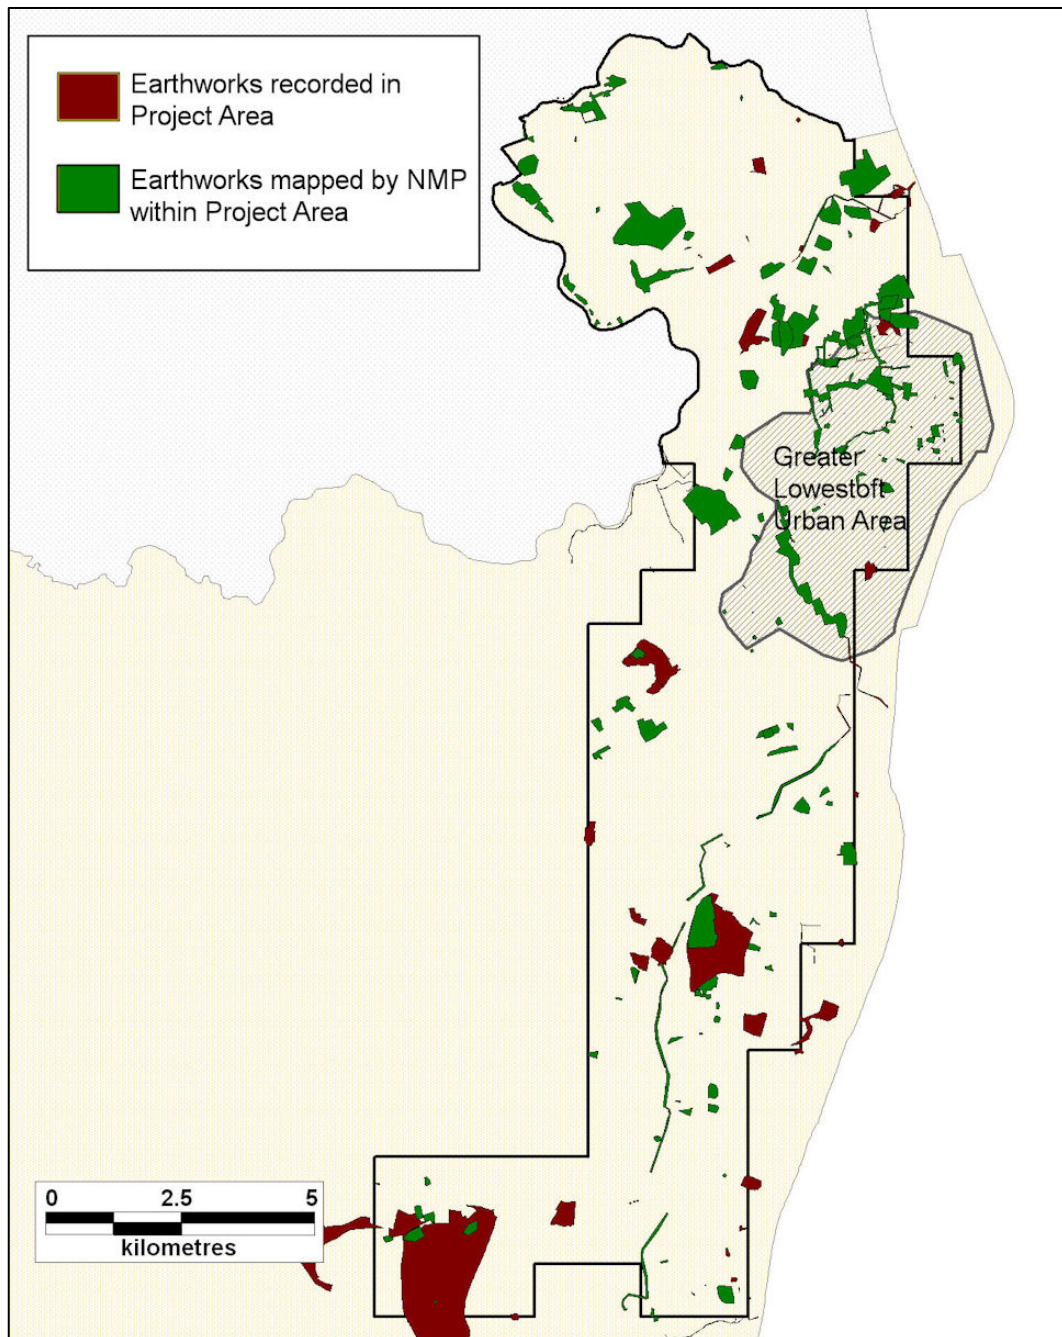 Earthworks recorded in
Project Area
Earthworks mapped by NMP
within Project Area
Greater
Lowestoft
Urban Area
0 2.5 5
kilometres